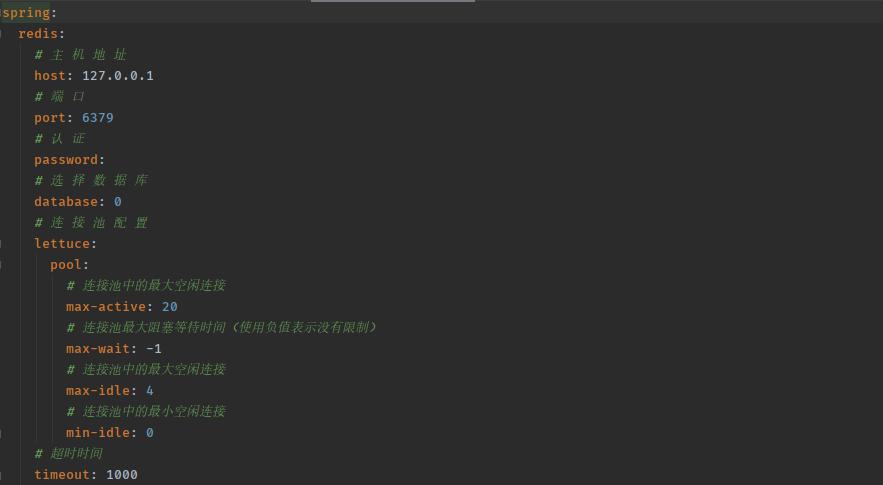 spring:
redis:
# 主 机 地 址
host: 127.0.0.1
# 端 口
port: 6379
# 认 证
password:
# 选 择 数 据 库
database: 0
# 连 接 池 配 置
lettuce:
pool:
# 连接池中的最大空闲连接
max-active: 20
# 连接池最大阻塞等待时间（使用负值表示没有限制）
max-wait: -1
# 连接池中的最大空闲连接
max-idle: 4
# 连接池中的最小空闲连接
min-idle: 0
# 超时时间
timeout: 1000